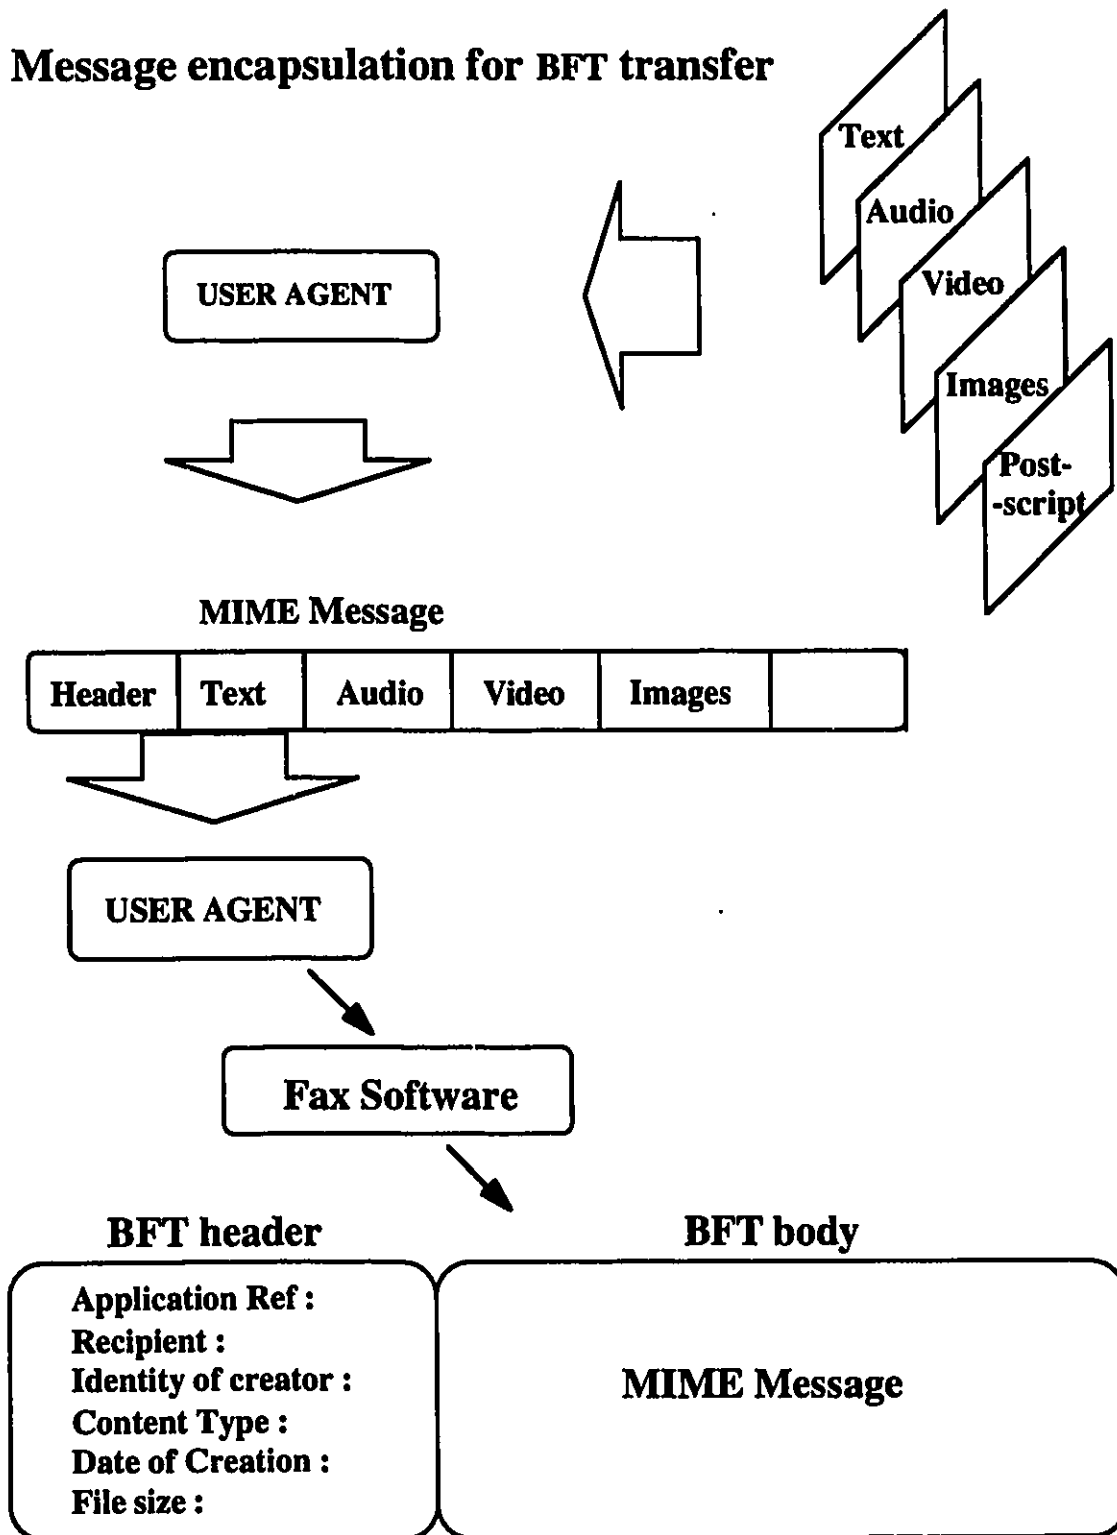 Message encapsulation for BFT transfer
Text
Audio
Video
Images
Post-
-script
USER AGENT
MIME Message
Header Text Audio Video Images
USER AGENT
Fax Software
BFT header
BFT body
Application Ref :
Recipient :
Identity of creator :
Content Type :
Date of Creation :
File size :
MIME Message